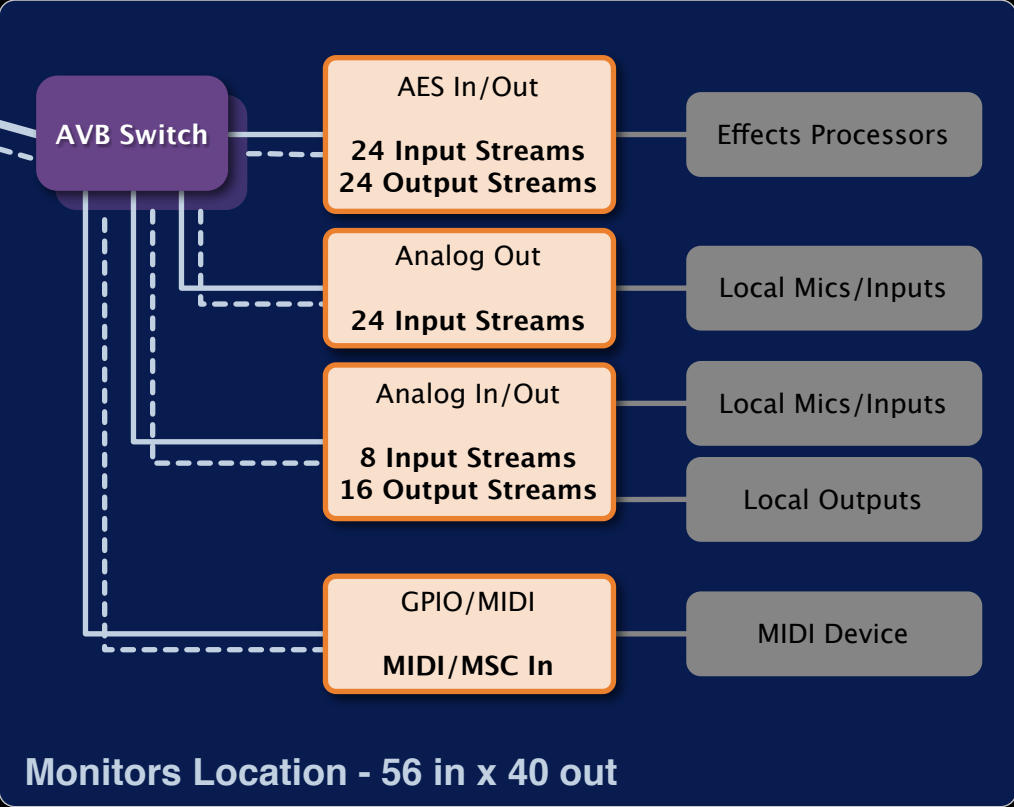 AVB Switch
AES In/Out
24 Input Streams
24 Output Streams
Effects Processors
Analog Out
24 Input Streams
Local Mics/Inputs
Analog In/Out
8 Input Streams
16 Output Streams
Local Mics/Inputs
Local Outputs
GPIO/MIDI
MIDI/MSC In
MIDI Device
Monitors Location - 56 in x 40 out